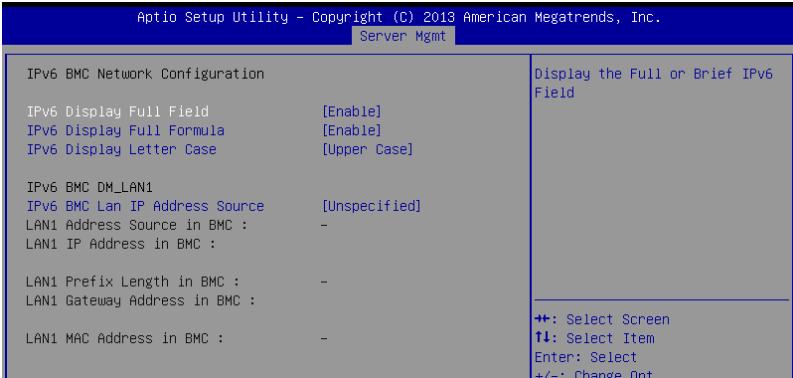 Aptio Setup Utility – Copyright (C) 2013 American Megatrends, Inc.
Server Mgmt
IPv6 BMC Network Configuration
IPv6 Display Full Field [Enable]
IPv6 Display Full Formula [Enable]
IPv6 Display Letter Case [Upper Case]
IPv6 BMC DM_LAN1
IPv6 BMC Lan IP Address Source [Unspecified]
LAN1 Address Source in BMC : –
LAN1 IP Address in BMC :
LAN1 Prefix Length in BMC : –
LAN1 Gateway Address in BMC :
LAN1 MAC Address in BMC : –
Display the Full or Brief IPv6
Field
→←: Select Screen
↑↓: Select Item
Enter: Select
+/-: Change Opt